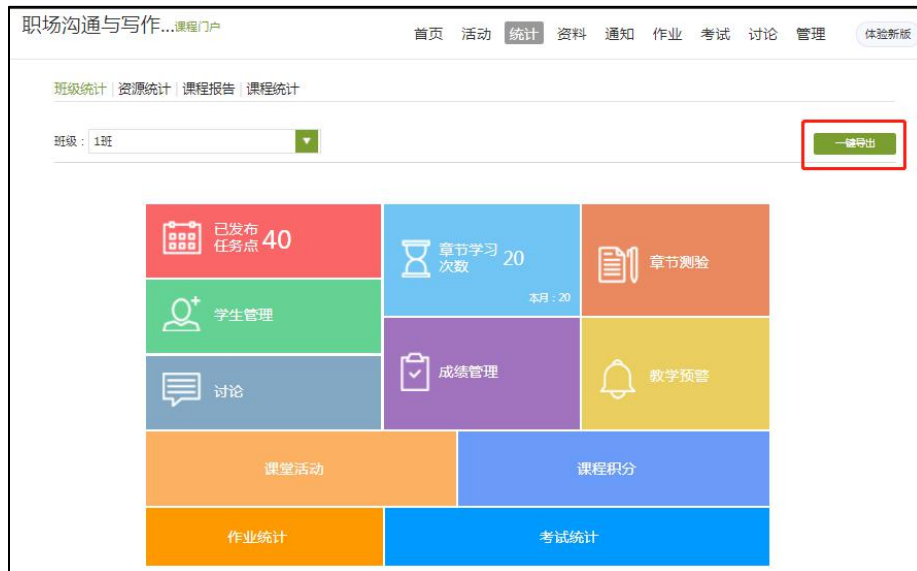 职场沟通与写作...课程门户
首页 活动 统计 资料 通知 作业 考试 讨论 管理 体验新版
班级统计 | 资源统计 | 课程报告 | 课程统计
班级：1班
一键导出
已发布
任务点 40
章节学习
次数 20
本月：20
章节测验
学生管理
讨论
成绩管理
教学预警
课堂活动
课程积分
作业统计
考试统计